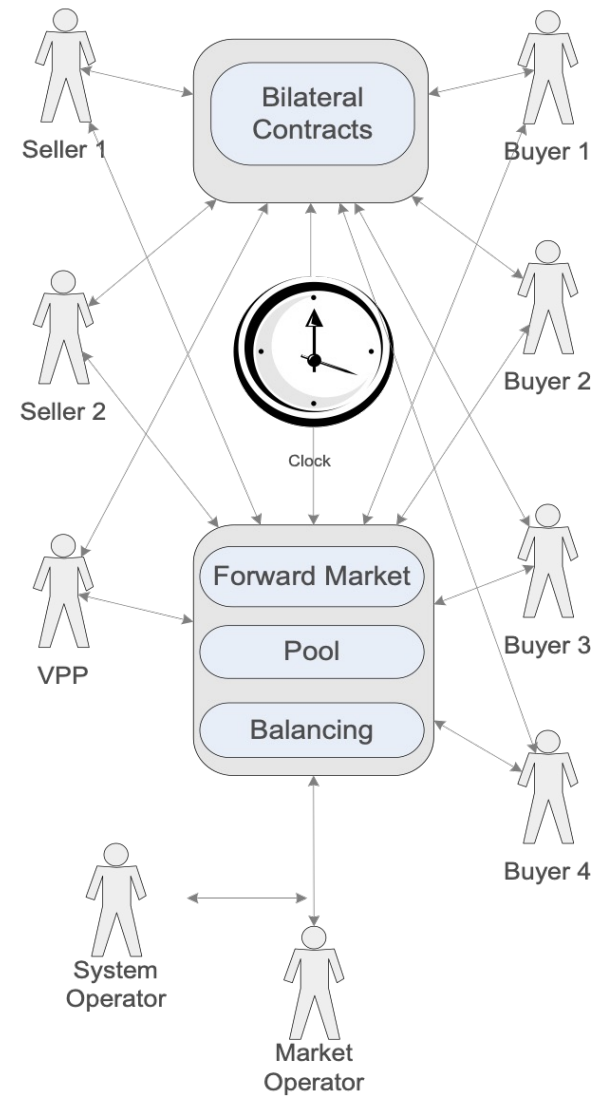 Bilateral
Contracts
Seller 1
Buyer 1
Seller 2
Buyer 2
Clock
Forward Market
Pool
Balancing
VPP
Buyer 3
Buyer 4
System
Operator
Market
Operator